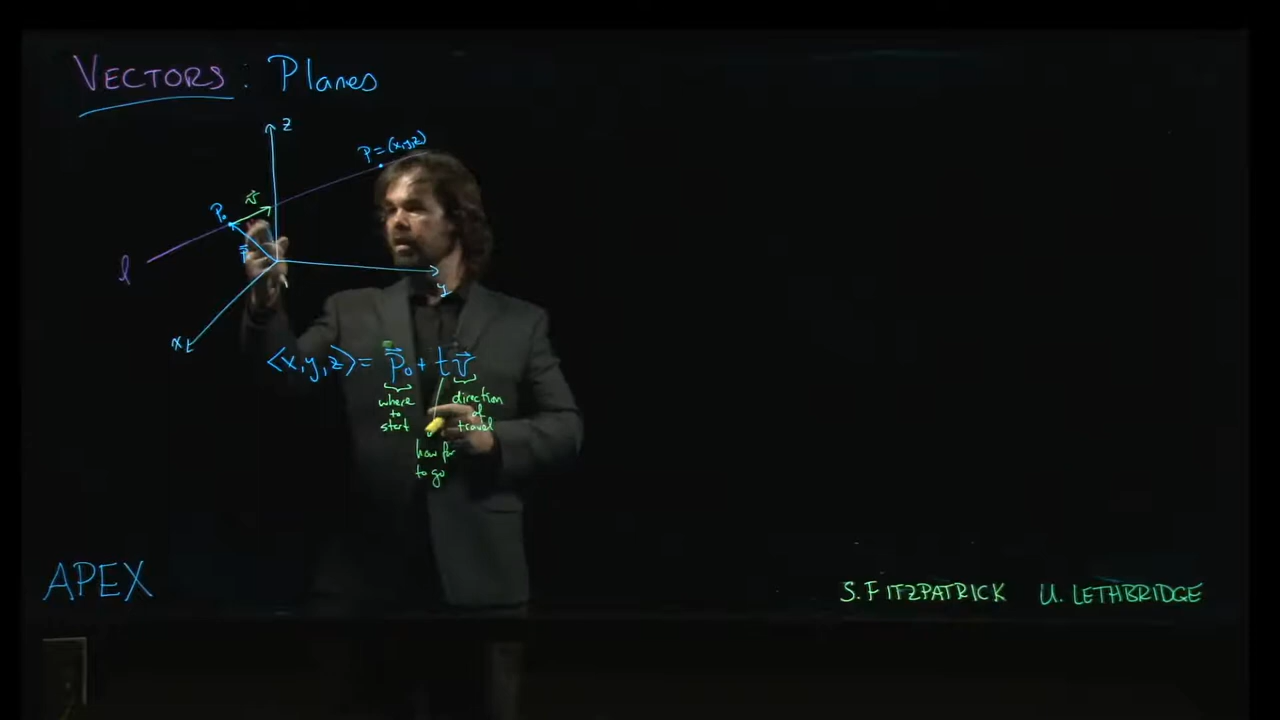 VECTORS: Planes
z
P=(x,y,z)
v⃗
P₀
l
y
x
⟨x,y,z⟩ = p⃗₀ + t v⃗
where to start
direction of travel
how far to go
APEX
S. FITZPATRICK U. LETHBRIDGE